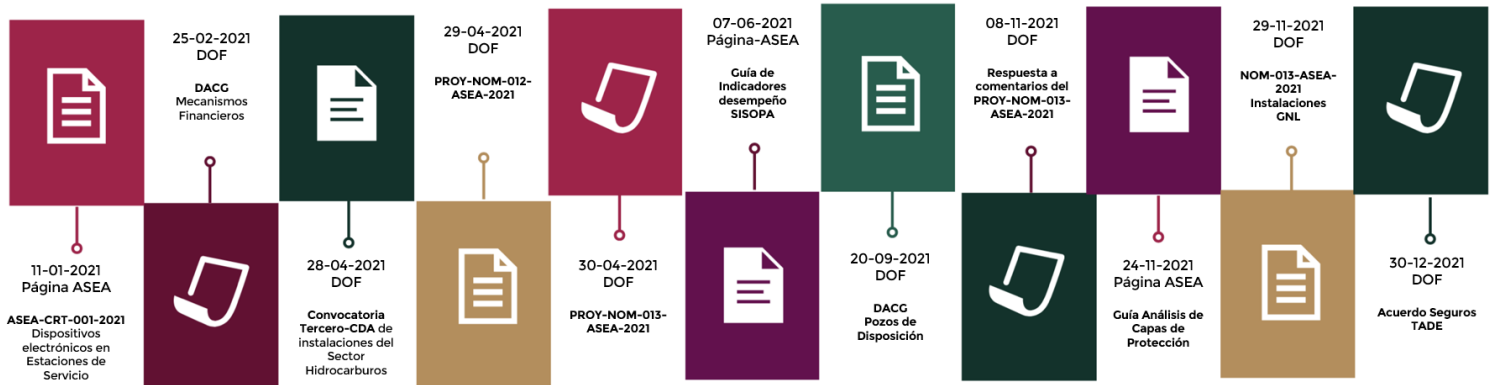 11-01-2021
Página ASEA
ASEA-CRT-001-2021
Dispositivos
electrónicos en
Estaciones de
Servicio
25-02-2021
DOF
DACG
Mecanismos
Financieros
28-04-2021
DOF
Convocatoria
Tercero-CDA de
instalaciones del
Sector
Hidrocarburos
29-04-2021
DOF
PROY-NOM-012-
ASEA-2021
30-04-2021
DOF
PROY-NOM-013-
ASEA-2021
07-06-2021
Página-ASEA
Guía de
Indicadores
desempeño
SISOPA
20-09-2021
DOF
DACG
Pozos de
Disposición
08-11-2021
DOF
Respuesta a
comentarios del
PROY-NOM-013-
ASEA-2021
24-11-2021
Página ASEA
Guía Análisis de
Capas de
Protección
29-11-2021
DOF
NOM-013-ASEA-
2021
Instalaciones
GNL
30-12-2021
DOF
Acuerdo Seguros
TADE